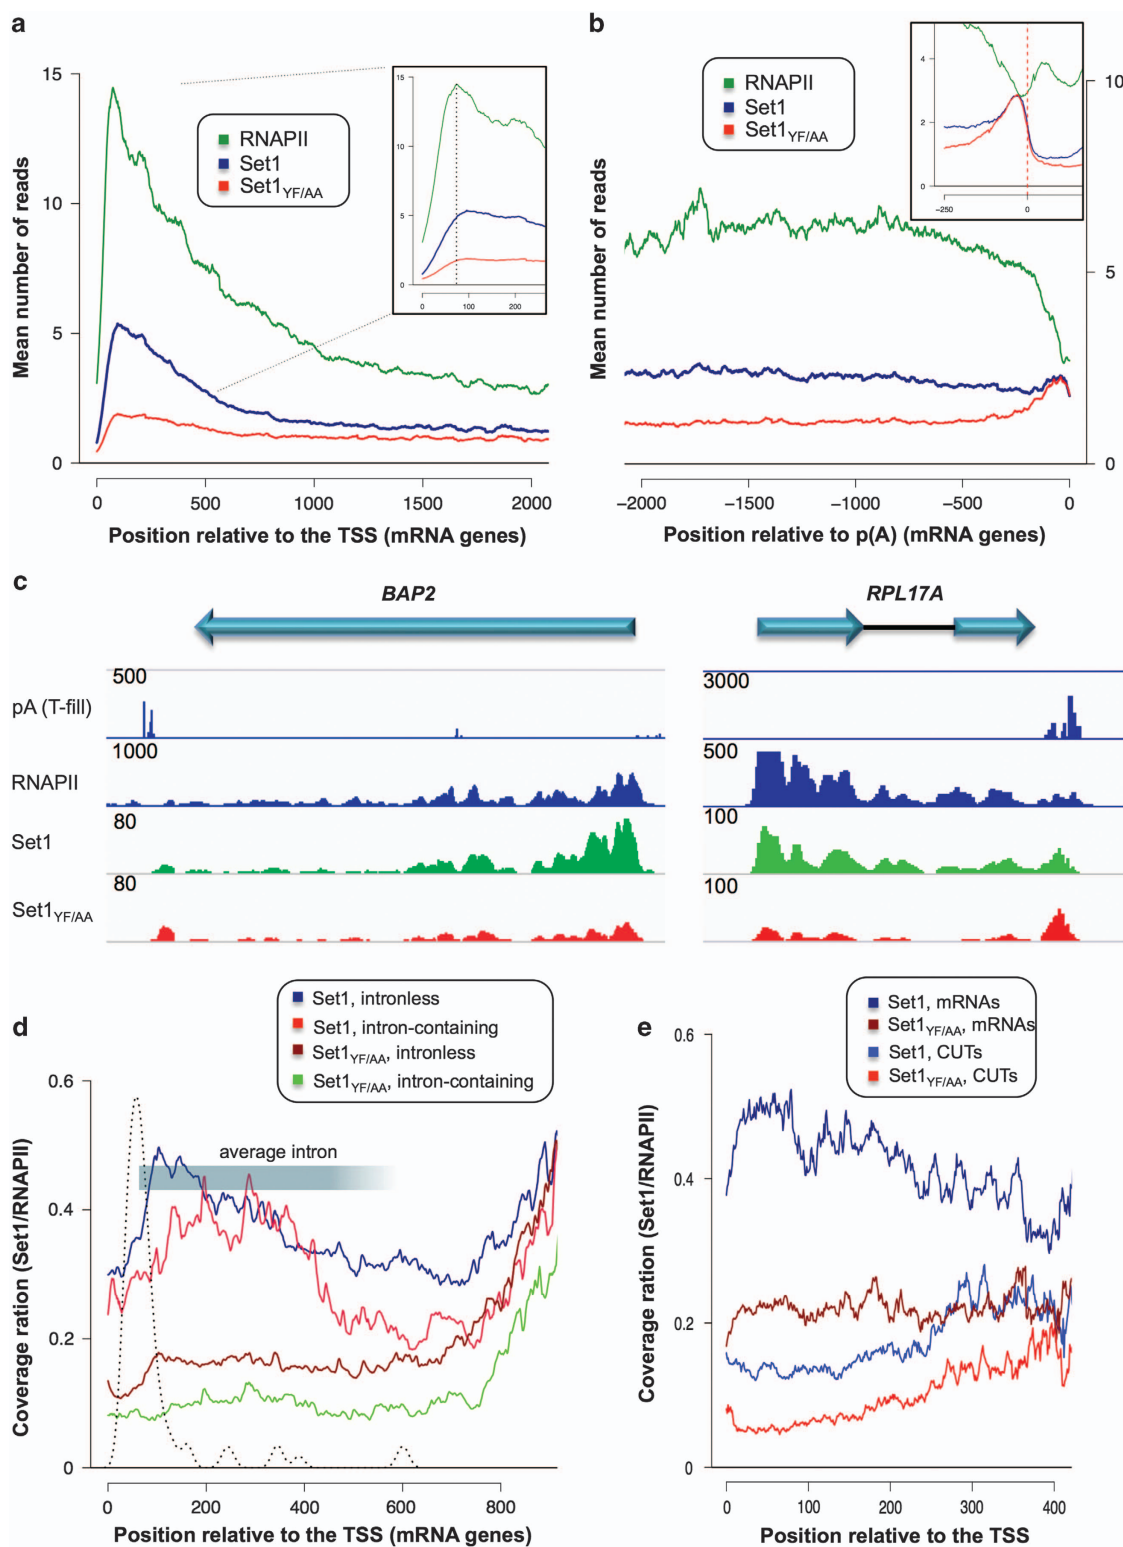 a
15
10
5
0
Mean number of reads
RNAPII
Set1
Set1YF/AA
15
10
5
0
0 100 200
0 500 1000 1500 2000
Position relative to the TSS (mRNA genes)
b
Mean number of reads
RNAPII
Set1
Set1YF/AA
4
2
0
−250 0
10
5
0
−2000 −1500 −1000 −500 0
Position relative to p(A) (mRNA genes)
c
BAP2 RPL17A
pA (T-fill) 500 3000
RNAPII 1000 500
Set1 80 100
Set1YF/AA 80 100
d
Set1, intronless
Set1, intron-containing
Set1YF/AA, intronless
Set1YF/AA, intron-containing
average intron
0.6
0.4
0.2
0
Coverage ration (Set1/RNAPII)
0 200 400 600 800
Position relative to the TSS (mRNA genes)
e
Set1, mRNAs
Set1YF/AA, mRNAs
Set1, CUTs
Set1YF/AA, CUTs
0.6
0.4
0.2
0
Coverage ration (Set1/RNAPII)
0 100 200 300 400
Position relative to the TSS